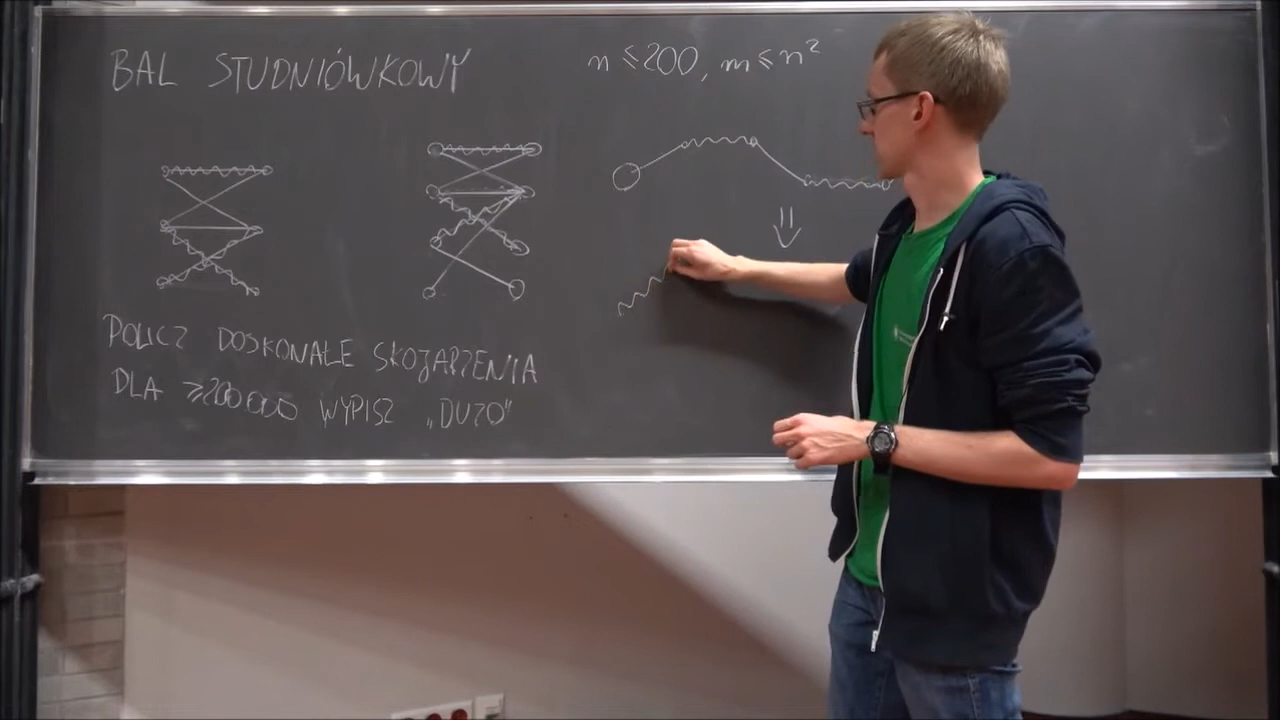 BAL STUDNIÓWKOWY
n ≤ 200, m ≤ n²
POLICZ DOSKONAŁE SKOJARZENIA
DLA ≥200 000 WYPISZ „DUŻO"